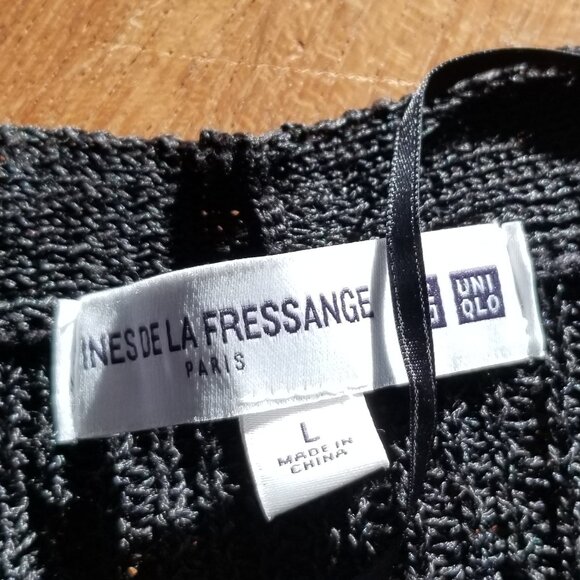 INES DE LA FRESSANGE
PARIS
UNI
QLO
L
MADE IN
CHINA